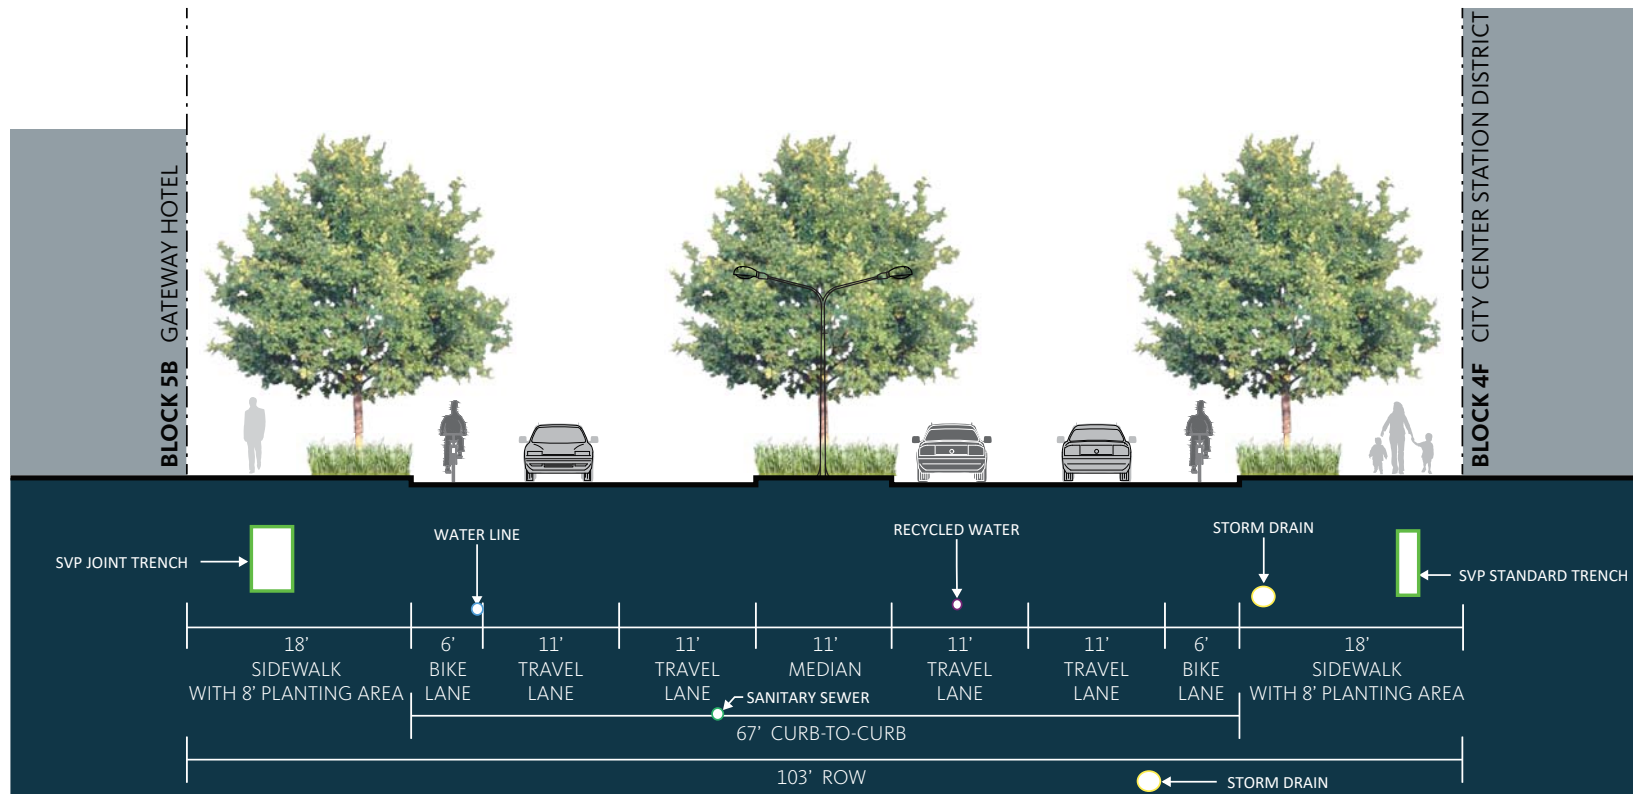 BLOCK 5B GATEWAY HOTEL
BLOCK 4F CITY CENTER STATION DISTRICT
WATER LINE
RECYCLED WATER
STORM DRAIN
SVP JOINT TRENCH
SVP STANDARD TRENCH
18'
SIDEWALK
WITH 8' PLANTING AREA
6'
BIKE
LANE
11'
TRAVEL
LANE
11'
TRAVEL
LANE
11'
MEDIAN
11'
TRAVEL
LANE
11'
TRAVEL
LANE
6'
BIKE
LANE
18'
SIDEWALK
WITH 8' PLANTING AREA
SANITARY SEWER
67' CURB-TO-CURB
103' ROW
STORM DRAIN